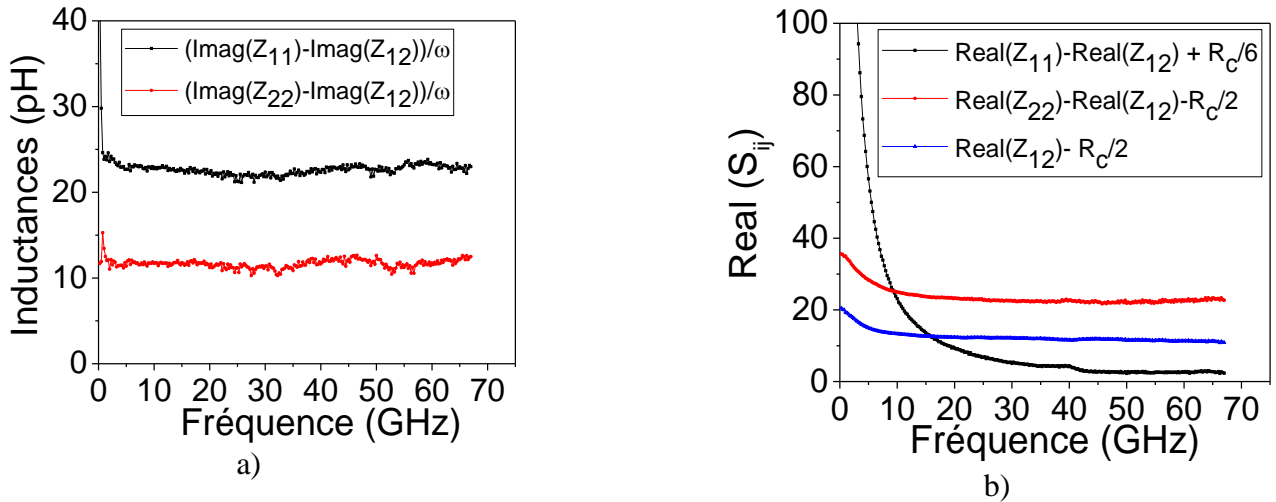 40
30
20
10
0
Inductances (pH)
(Imag(Z11)-Imag(Z12))/ω
(Imag(Z22)-Imag(Z12))/ω
0 10 20 30 40 50 60 70
Fréquence (GHz)
a)
100
80
60
40
20
0
Real (Sij)
Real(Z11)-Real(Z12) + Rc/6
Real(Z22)-Real(Z12)-Rc/2
Real(Z12)- Rc/2
0 10 20 30 40 50 60 70
Fréquence (GHz)
b)